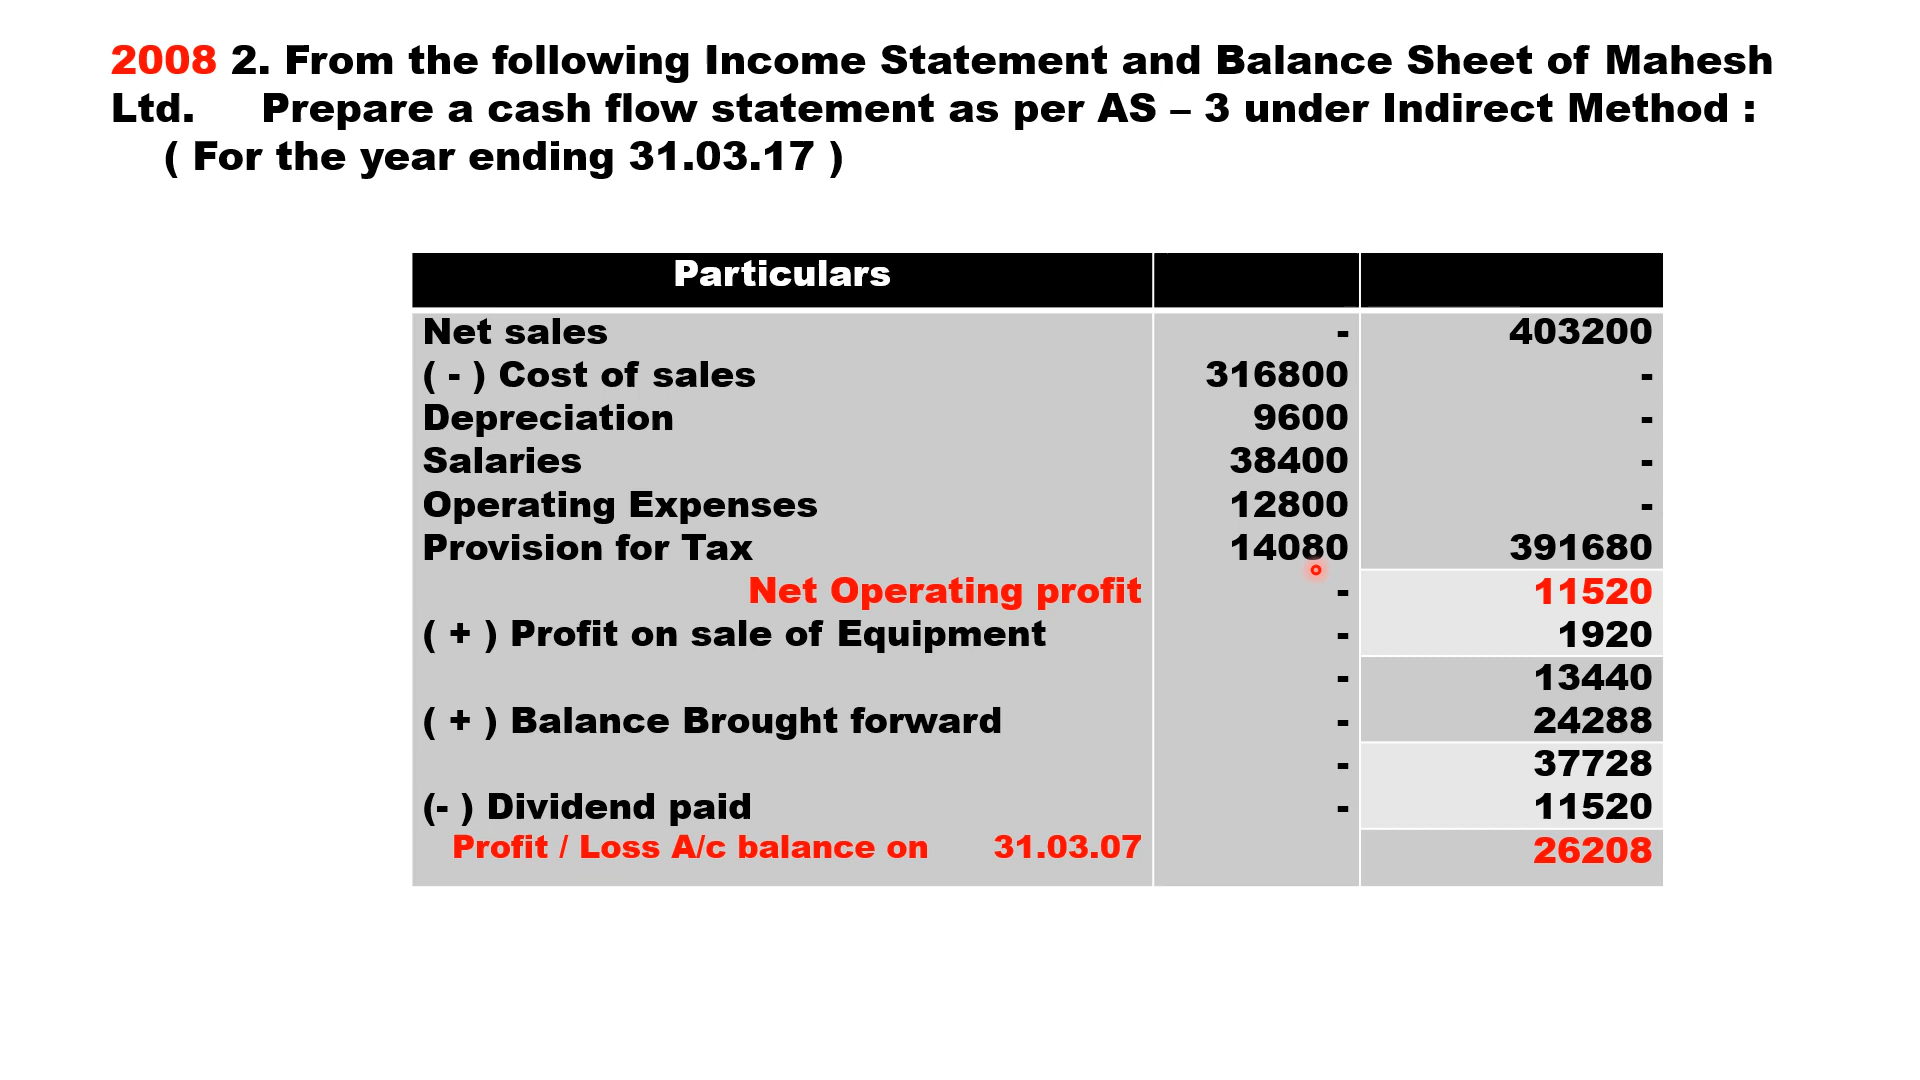 2008 2. From the following Income Statement and Balance Sheet of Mahesh
Ltd. Prepare a cash flow statement as per AS – 3 under Indirect Method :
( For the year ending 31.03.17 )
Particulars
Net sales - 403200
( - ) Cost of sales 316800 -
Depreciation 9600 -
Salaries 38400 -
Operating Expenses 12800 -
Provision for Tax 14080 391680
Net Operating profit - 11520
( + ) Profit on sale of Equipment - 1920
- 13440
( + ) Balance Brought forward - 24288
- 37728
(- ) Dividend paid - 11520
Profit / Loss A/c balance on 31.03.07 26208